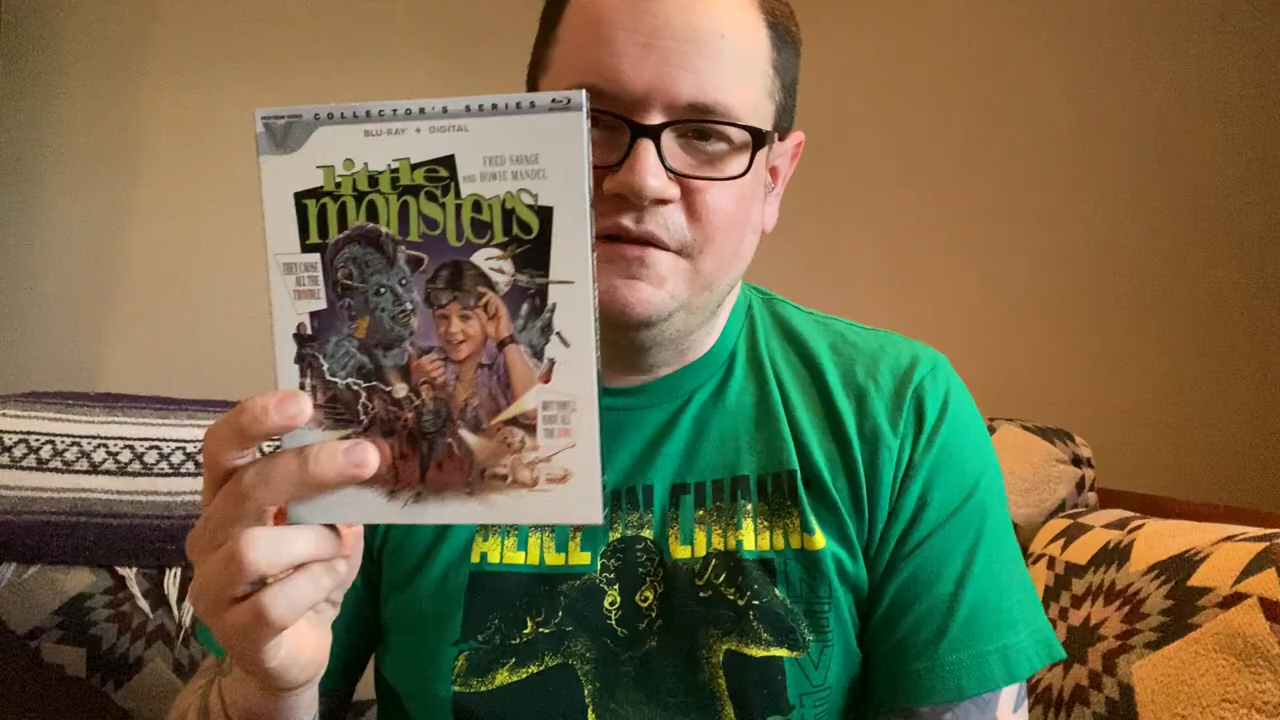 COLLECTOR'S SERIES
BLU-RAY + DIGITAL
FRED SAVAGE
AND HOWIE MANDEL
little
monsters
THEY CAUSE
ALL THE
TROUBLE
ALICE IN CHAINS